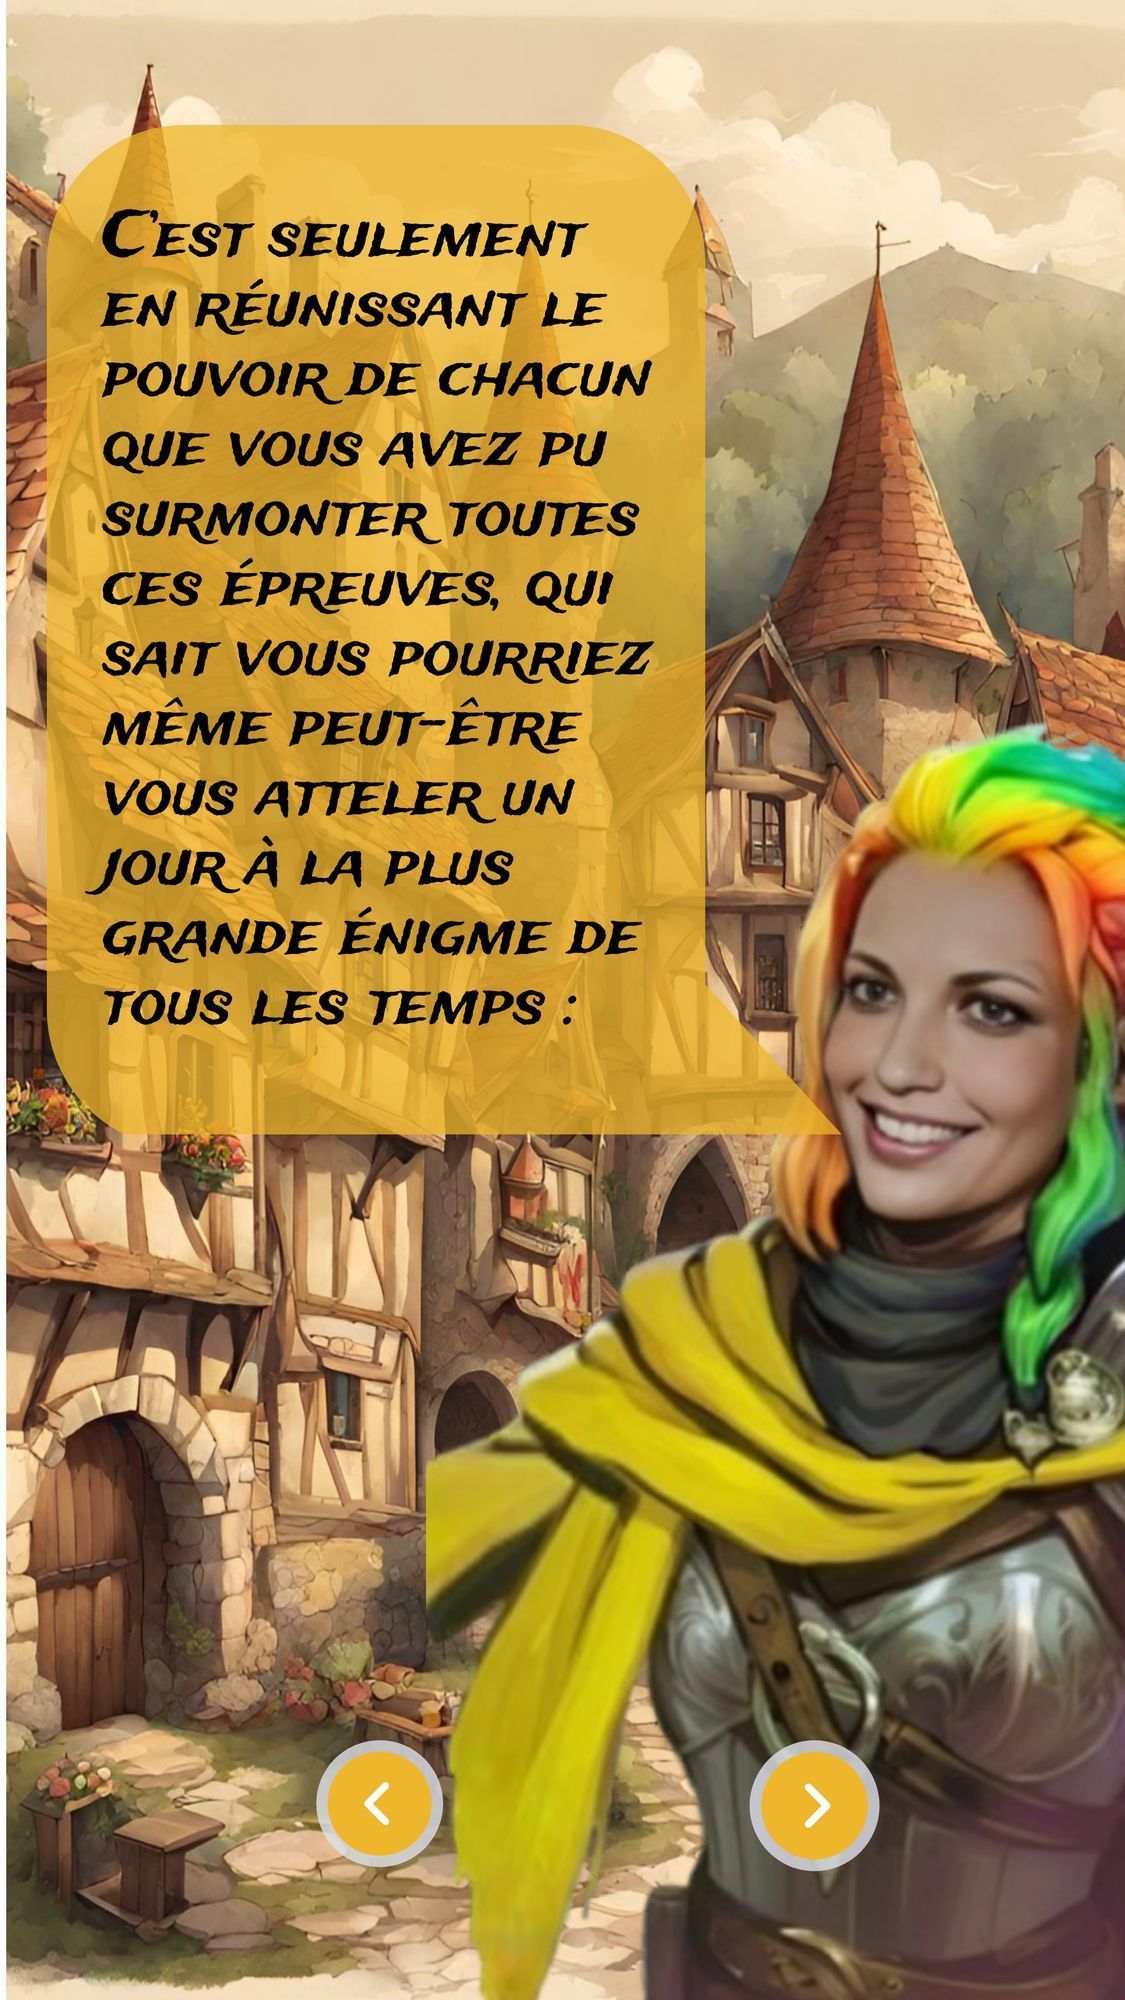 C'est seulement
en réunissant le
pouvoir de chacun
que vous avez pu
surmonter toutes
ces épreuves, qui
sait vous pourriez
même peut-être
vous atteler un
jour à la plus
grande énigme de
tous les temps :